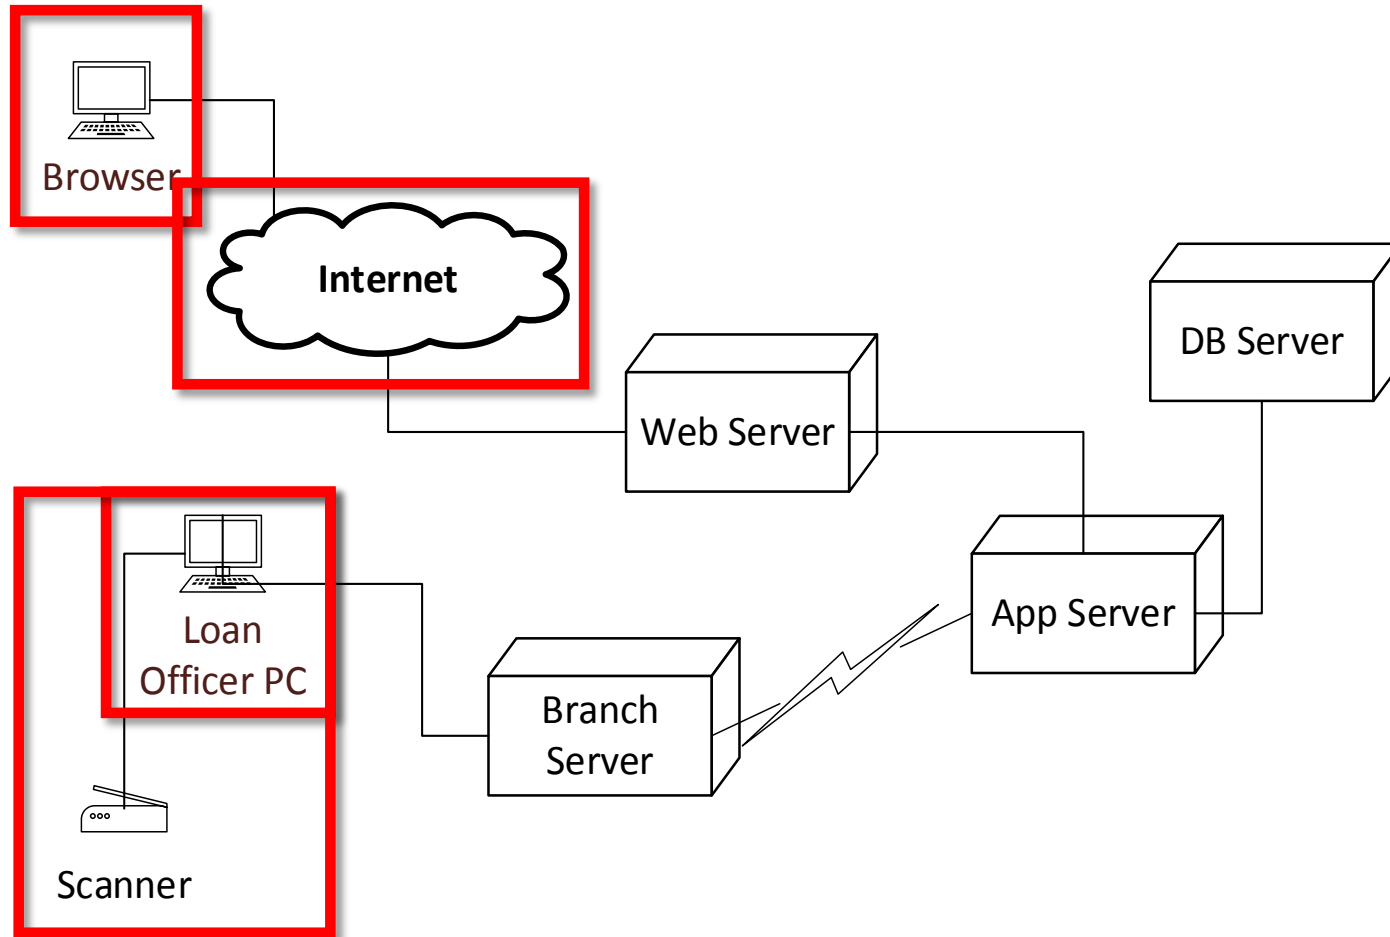 Browser
Internet
DB Server
Web Server
Loan
Officer PC
App Server
Branch
Server
Scanner